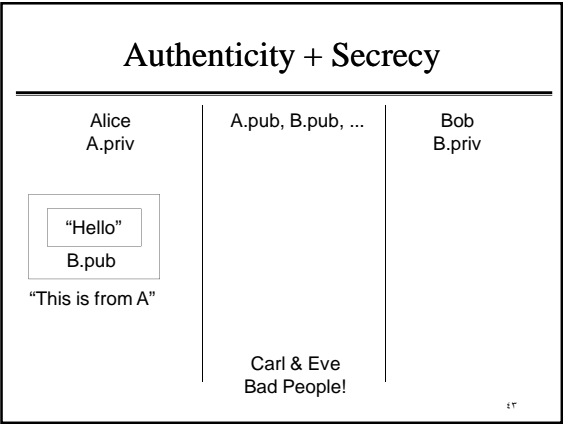 Authenticity + Secrecy
Alice
A.priv
A.pub, B.pub, ...
Bob
B.priv
“Hello”
B.pub
“This is from A”
Carl & Eve
Bad People!
٤٣